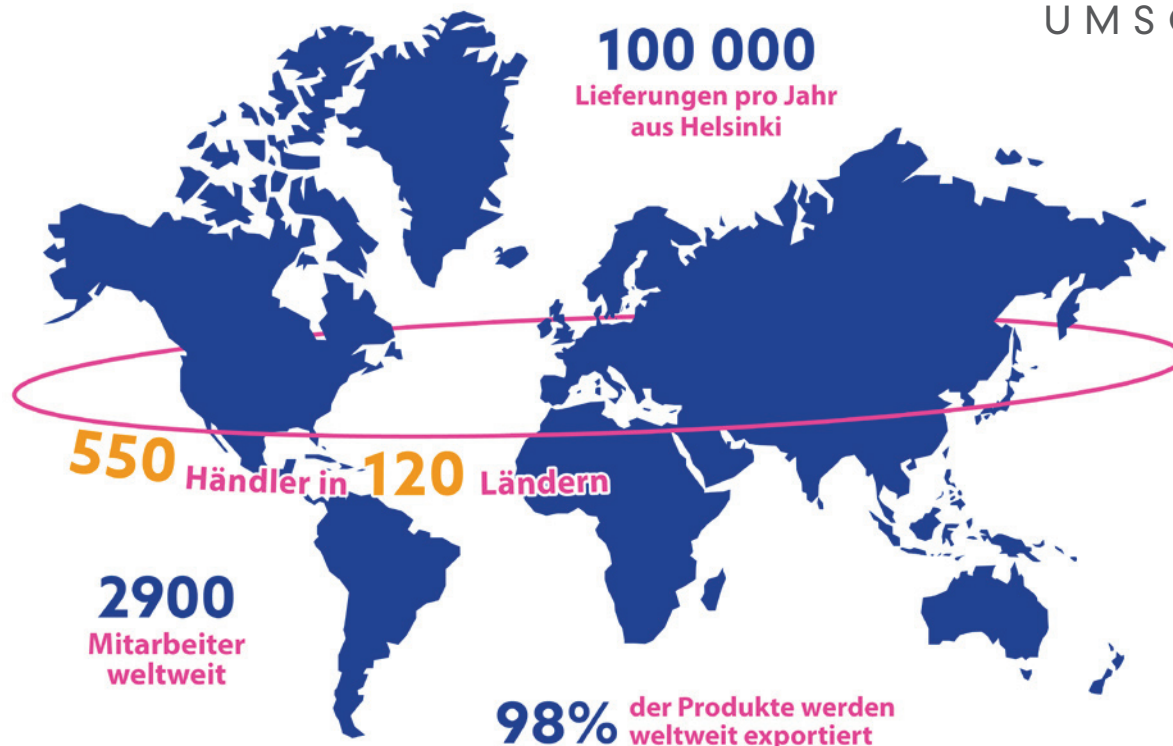 100 000
Lieferungen pro Jahr
aus Helsinki
550 Händler in 120 Ländern
2900
Mitarbeiter
weltweit
98% der Produkte werden
weltweit exportiert